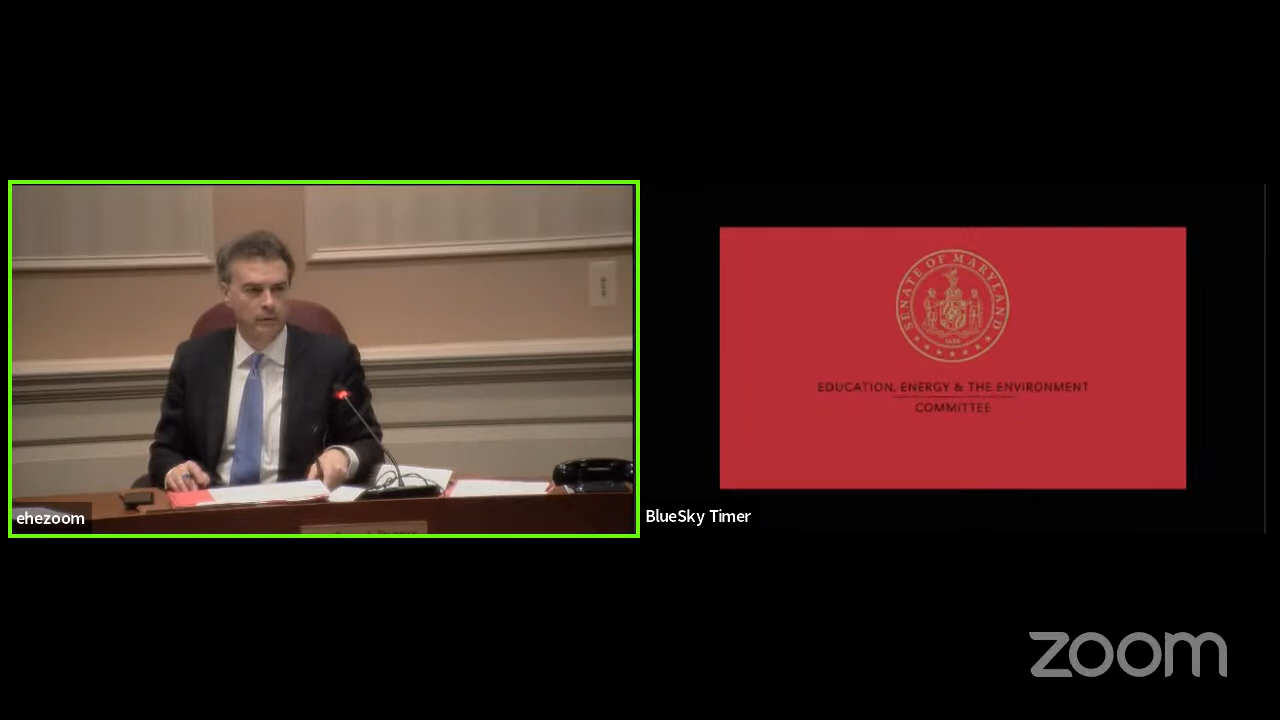 ehezoom
SENATE OF MARYLAND
EDUCATION, ENERGY & THE ENVIRONMENT
COMMITTEE
BlueSky Timer
zoom